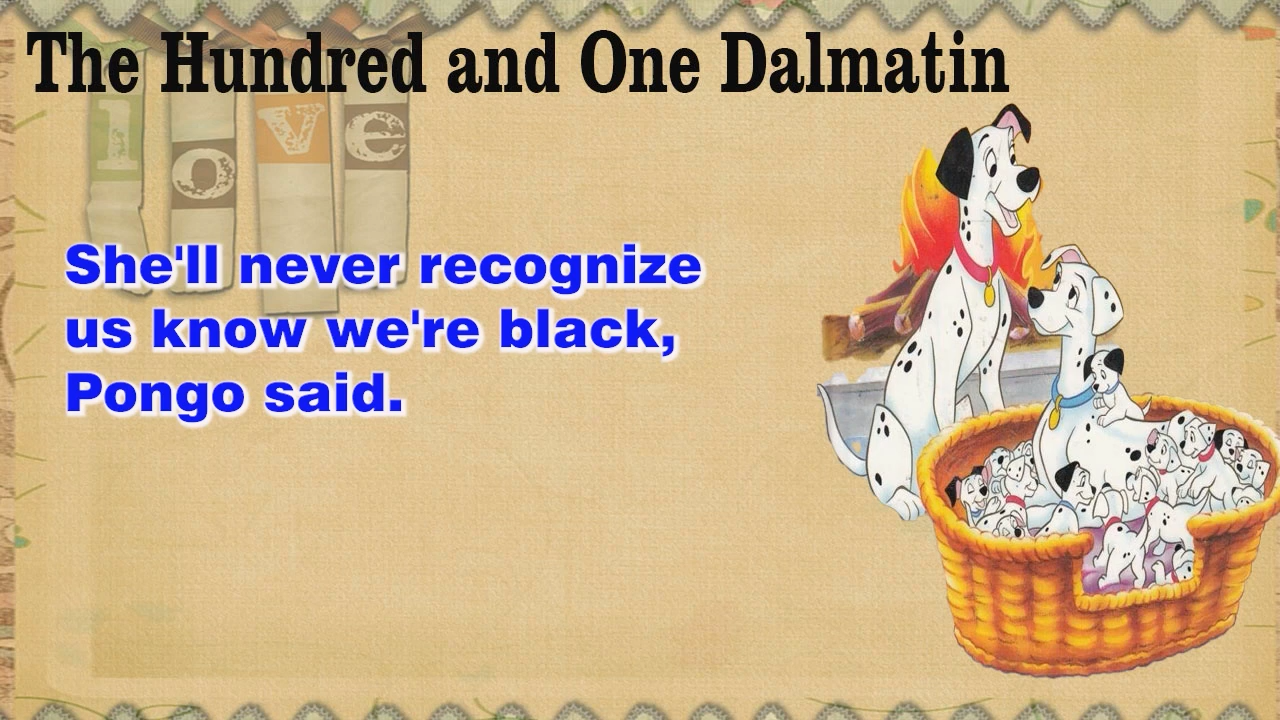 The Hundred and One Dalmatin
love
She'll never recognize
us know we're black,
Pongo said.